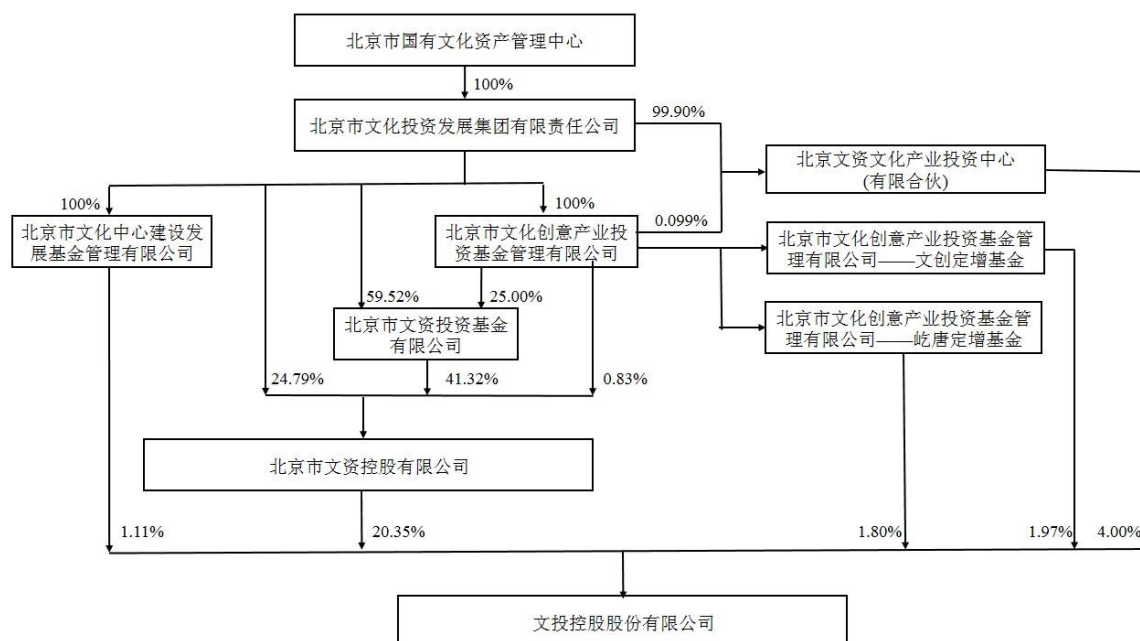 北京市国有文化资产管理中心
100%
北京市文化投资发展集团有限责任公司
99.90%
北京文资文化产业投资中心
(有限合伙)
100%
100%
0.099%
北京市文化中心建设发
展基金管理有限公司
北京市文化创意产业投
资基金管理有限公司
北京市文化创意产业投资基金管
理有限公司——文创定增基金
59.52%
25.00%
北京市文资投资基金
有限公司
北京市文化创意产业投资基金管
理有限公司——屹唐定增基金
24.79%
41.32%
0.83%
北京市文资控股有限公司
1.11%
20.35%
1.80%
1.97%
4.00%
文投控股股份有限公司